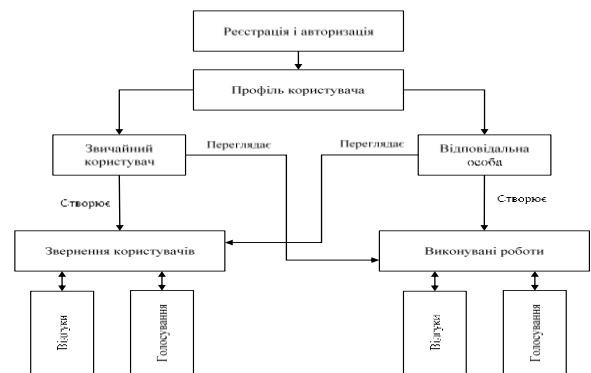 Реєстрація і авторизація
Профіль користувача
Звичайний
користувач
Переглядає
Переглядає
Відповідальна
особа
Створює
Створює
Звернення користувачів
Виконувані роботи
Відгуки
Голосування
Відгуки
Голосування